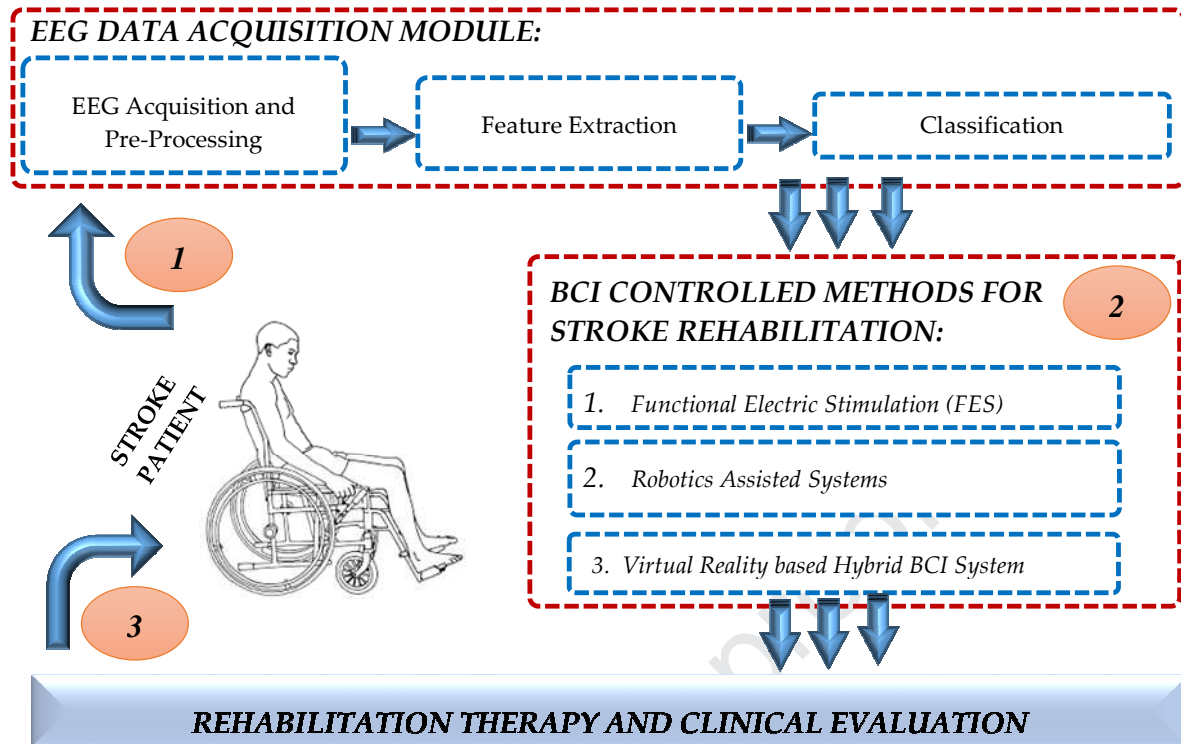 EEG DATA ACQUISITION MODULE:
EEG Acquisition and
Pre-Processing
Feature Extraction
Classification
1
BCI CONTROLLED METHODS FOR
STROKE REHABILITATION:
2
1. Functional Electric Stimulation (FES)
2. Robotics Assisted Systems
3. Virtual Reality based Hybrid BCI System
STROKE
PATIENT
3
REHABILITATION THERAPY AND CLINICAL EVALUATION